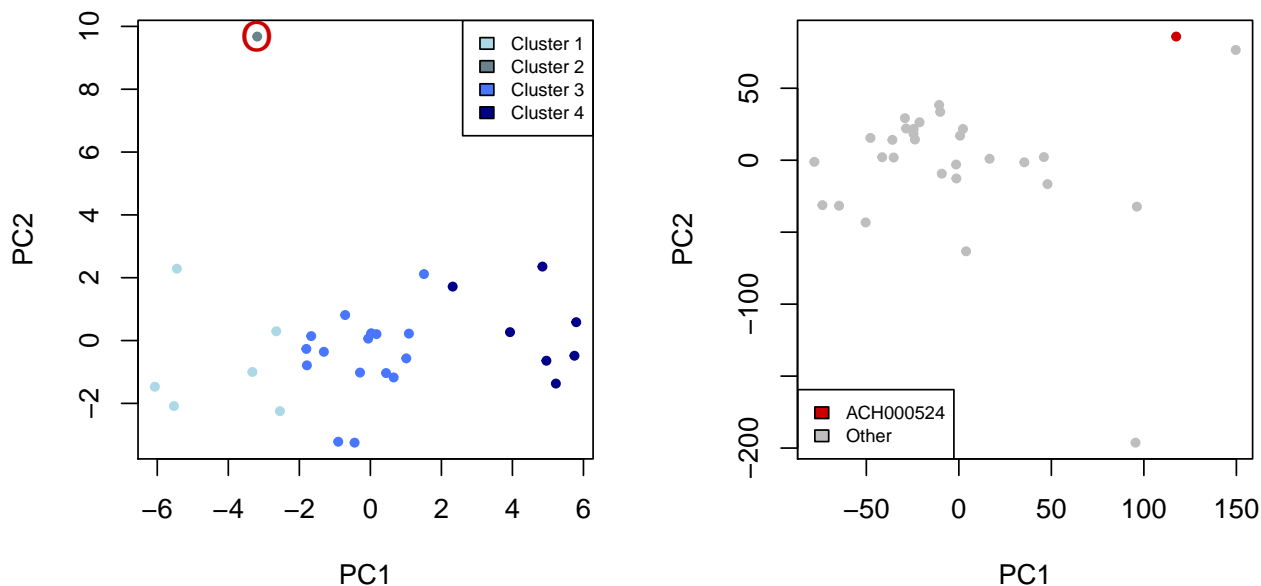 10
8
6
4
2
0
−2
PC2
Cluster 1
Cluster 2
Cluster 3
Cluster 4
−6 −4 −2 0 2 4 6
PC1
50
0
−100
−200
PC2
ACH000524
Other
−50 0 50 100 150
PC1